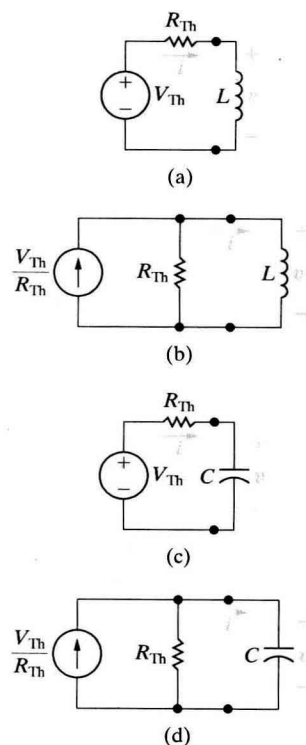 R_Th
i
+
−
V_Th
L
+
v
−
(a)
V_Th
R_Th
R_Th
i
L
+
v
−
(b)
R_Th
i
+
−
V_Th
C
+
v
−
(c)
V_Th
R_Th
R_Th
i
C
+
v
−
(d)